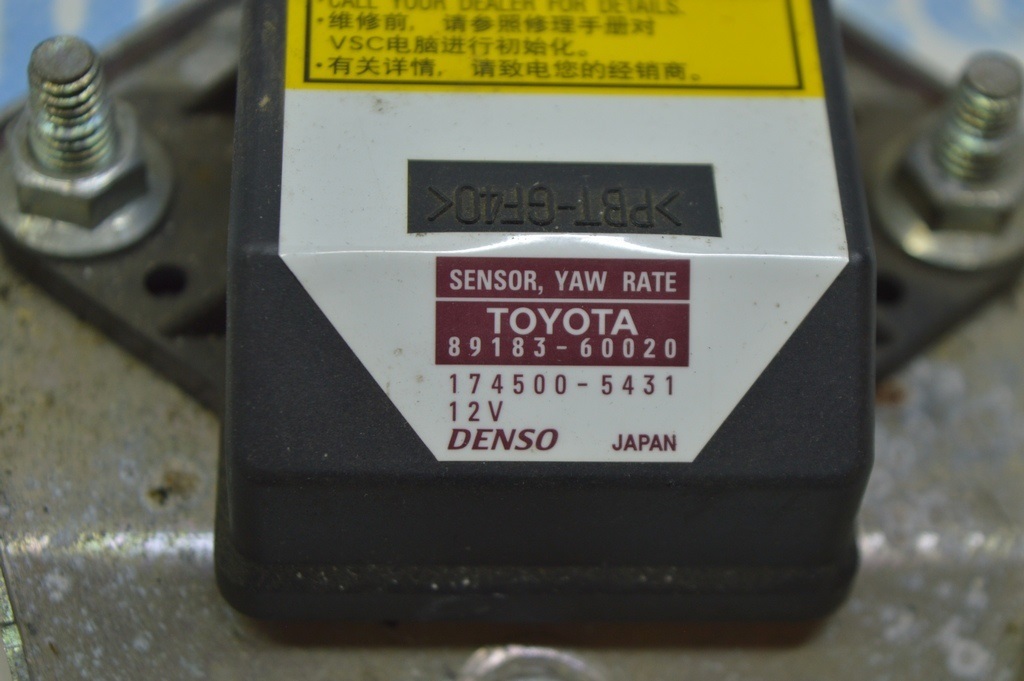 ·CALL YOUR DEALER FOR DETAILS.
·维修前，请参照修理手册对
VSC电脑进行初始化。
·有关详情，请致电您的经销商。
>PBT-GF40<
SENSOR, YAW RATE
TOYOTA
89183-60020
174500-5431
12V
DENSO JAPAN